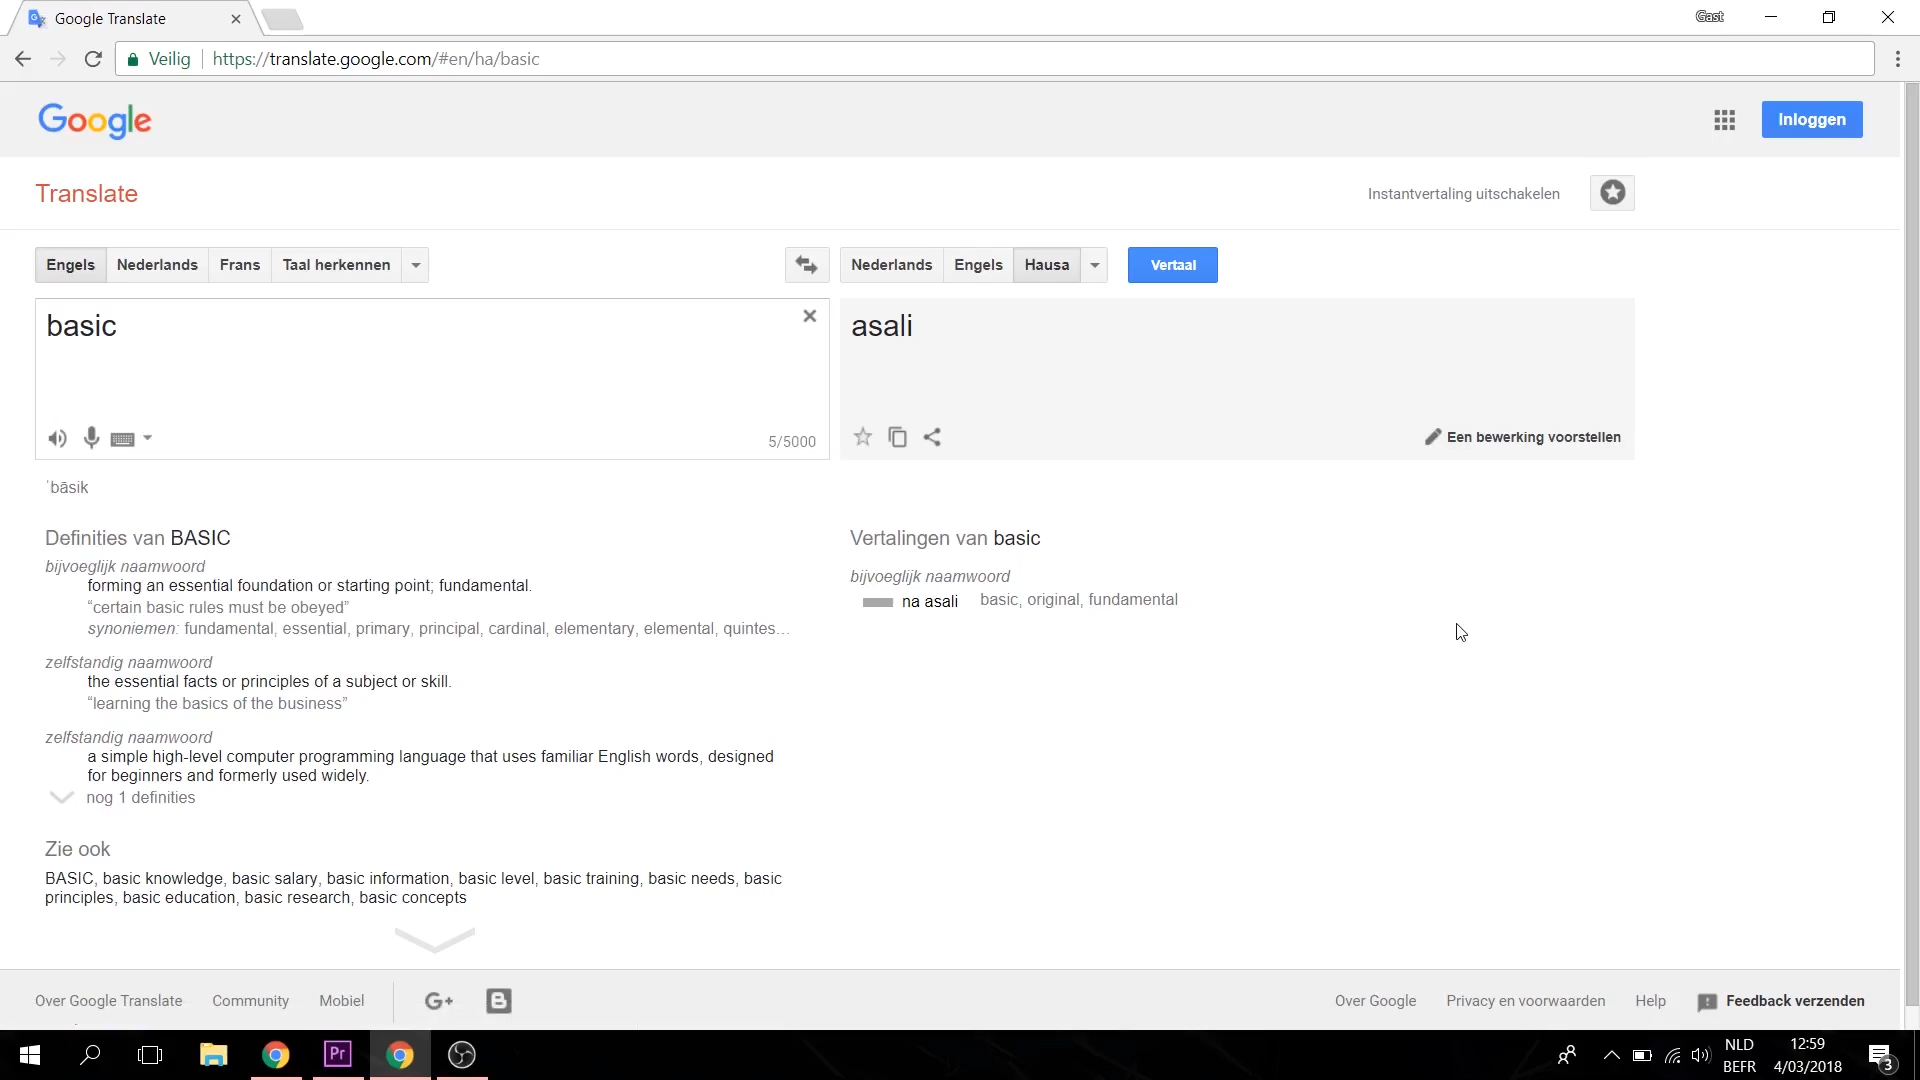 Google Translate
Gast
Veilig https://translate.google.com/#en/ha/basic
Google
Inloggen
Translate
Instantvertaling uitschakelen
Engels Nederlands Frans Taal herkennen
Nederlands Engels Hausa Vertaal
basic
asali
5/5000
Een bewerking voorstellen
ˈbāsik
Definities van BASIC
bijvoeglijk naamwoord
forming an essential foundation or starting point; fundamental.
“certain basic rules must be obeyed”
synoniemen: fundamental, essential, primary, principal, cardinal, elementary, elemental, quintes...
zelfstandig naamwoord
the essential facts or principles of a subject or skill.
“learning the basics of the business”
zelfstandig naamwoord
a simple high-level computer programming language that uses familiar English words, designed
for beginners and formerly used widely.
nog 1 definities
Vertalingen van basic
bijvoeglijk naamwoord
na asali basic, original, fundamental
Zie ook
BASIC, basic knowledge, basic salary, basic information, basic level, basic training, basic needs, basic
principles, basic education, basic research, basic concepts
Over Google Translate Community Mobiel G+ B
Over Google Privacy en voorwaarden Help Feedback verzenden
Pr
NLD
BEFR
12:59
4/03/2018
3